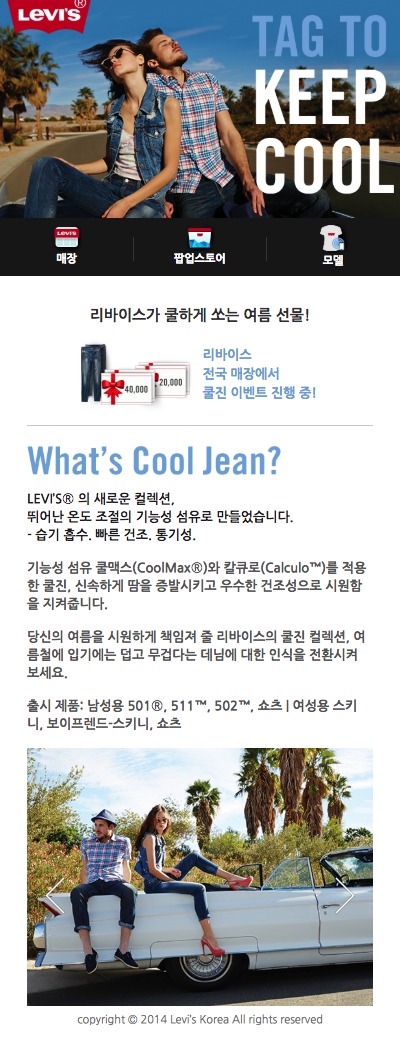 LEVI'S®
TAG TO
KEEP
COOL
LEVI'S
매장
팝업스토어
모델
리바이스가 쿨하게 쏘는 여름 선물!
40,000
20,000
리바이스
전국 매장에서
쿨진 이벤트 진행 중!
What's Cool Jean?
LEVI'S® 의 새로운 컬렉션,
뛰어난 온도 조절의 기능성 섬유로 만들었습니다.
- 습기 흡수. 빠른 건조. 통기성.
기능성 섬유 쿨맥스(CoolMax®)와 칼큐로(Calculo™)를 적용
한 쿨진, 신속하게 땀을 증발시키고 우수한 건조성으로 시원함
을 지켜줍니다.
당신의 여름을 시원하게 책임져 줄 리바이스의 쿨진 컬렉션, 여
름철에 입기에는 덥고 무겁다는 데님에 대한 인식을 전환시켜
보세요.
출시 제품: 남성용 501®, 511™, 502™, 쇼츠 | 여성용 스키
니, 보이프렌드-스키니, 쇼츠
copyright © 2014 Levi's Korea All rights reserved